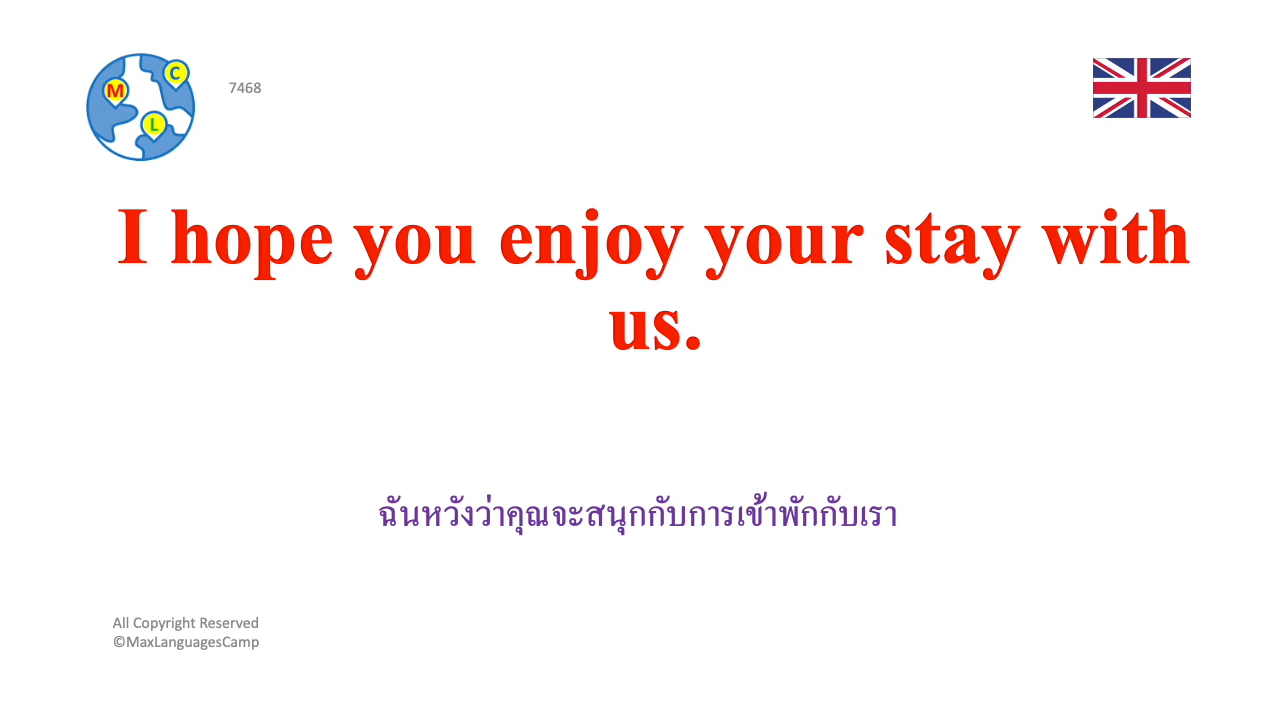 M
C
L
7468
I hope you enjoy your stay with
us.
ฉันหวังว่าคุณจะสนุกกับการเข้าพักกับเรา
All Copyright Reserved
©MaxLanguagesCamp